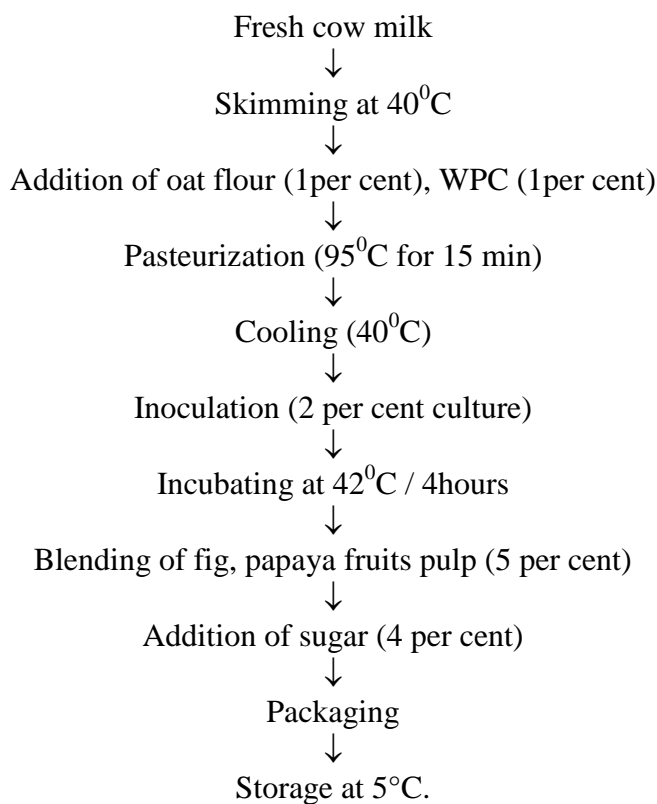 Fresh cow milk
↓
Skimming at 40⁰C
↓
Addition of oat flour (1per cent), WPC (1per cent)
↓
Pasteurization (95⁰C for 15 min)
↓
Cooling (40⁰C)
↓
Inoculation (2 per cent culture)
↓
Incubating at 42⁰C / 4hours
↓
Blending of fig, papaya fruits pulp (5 per cent)
↓
Addition of sugar (4 per cent)
↓
Packaging
↓
Storage at 5°C.